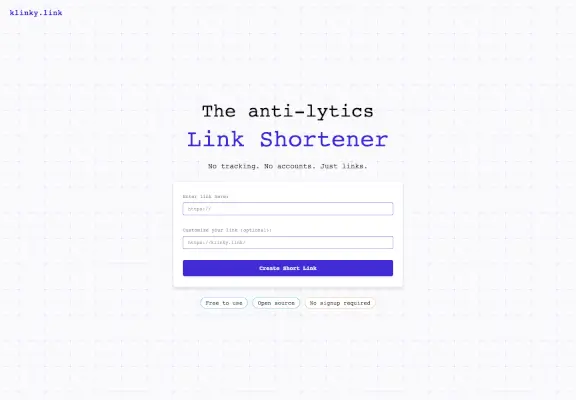 klinky.link
The anti-lytics
Link Shortener
No tracking. No accounts. Just links.
Enter link here:
https://
Customize your link (optional):
https://klinky.link/
Create Short Link
Free to use
Open source
No signup required